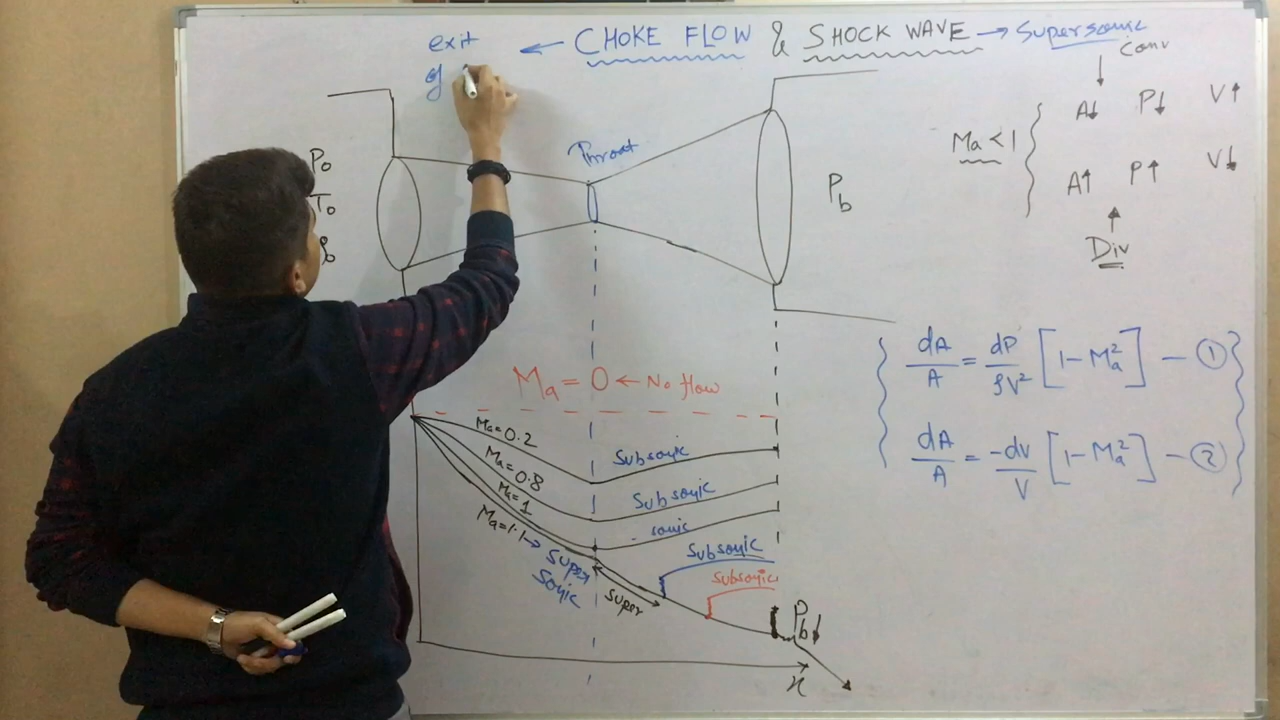 exit ← CHOKE FLOW & SHOCK WAVE → Supersonic
of
conv
A↓ P↓ V↑
Ma < 1
A↑ P↑ V↓
Div
Throat
Po
To
Pb
dA/A = dP/ρV² [1-Ma²] - ①
dA/A = -dV/V [1-Ma²] - ②
Ma = 0 ← No flow
Ma=0.2
Subsonic
Ma=0.8
Subsonic
Ma=1
sonic
Ma=1.1→ Super
Sonic
Subsonic
Subsonic
Super
Pb↓
x